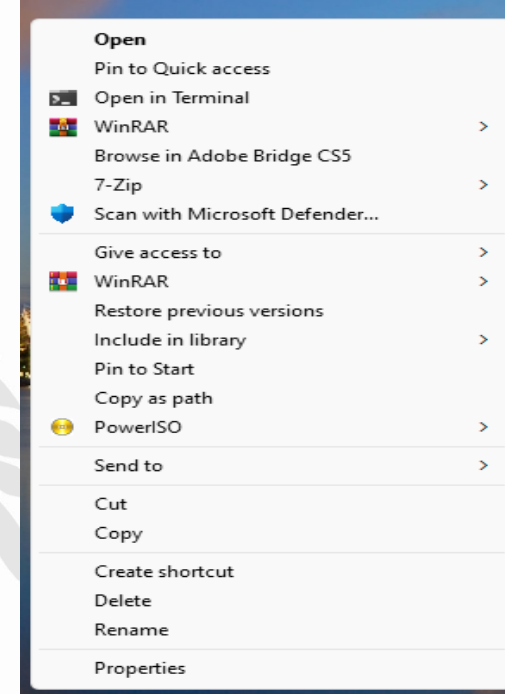 Open
Pin to Quick access
Open in Terminal
WinRAR
Browse in Adobe Bridge CS5
7-Zip
Scan with Microsoft Defender...
Give access to
WinRAR
Restore previous versions
Include in library
Pin to Start
Copy as path
PowerISO
Send to
Cut
Copy
Create shortcut
Delete
Rename
Properties